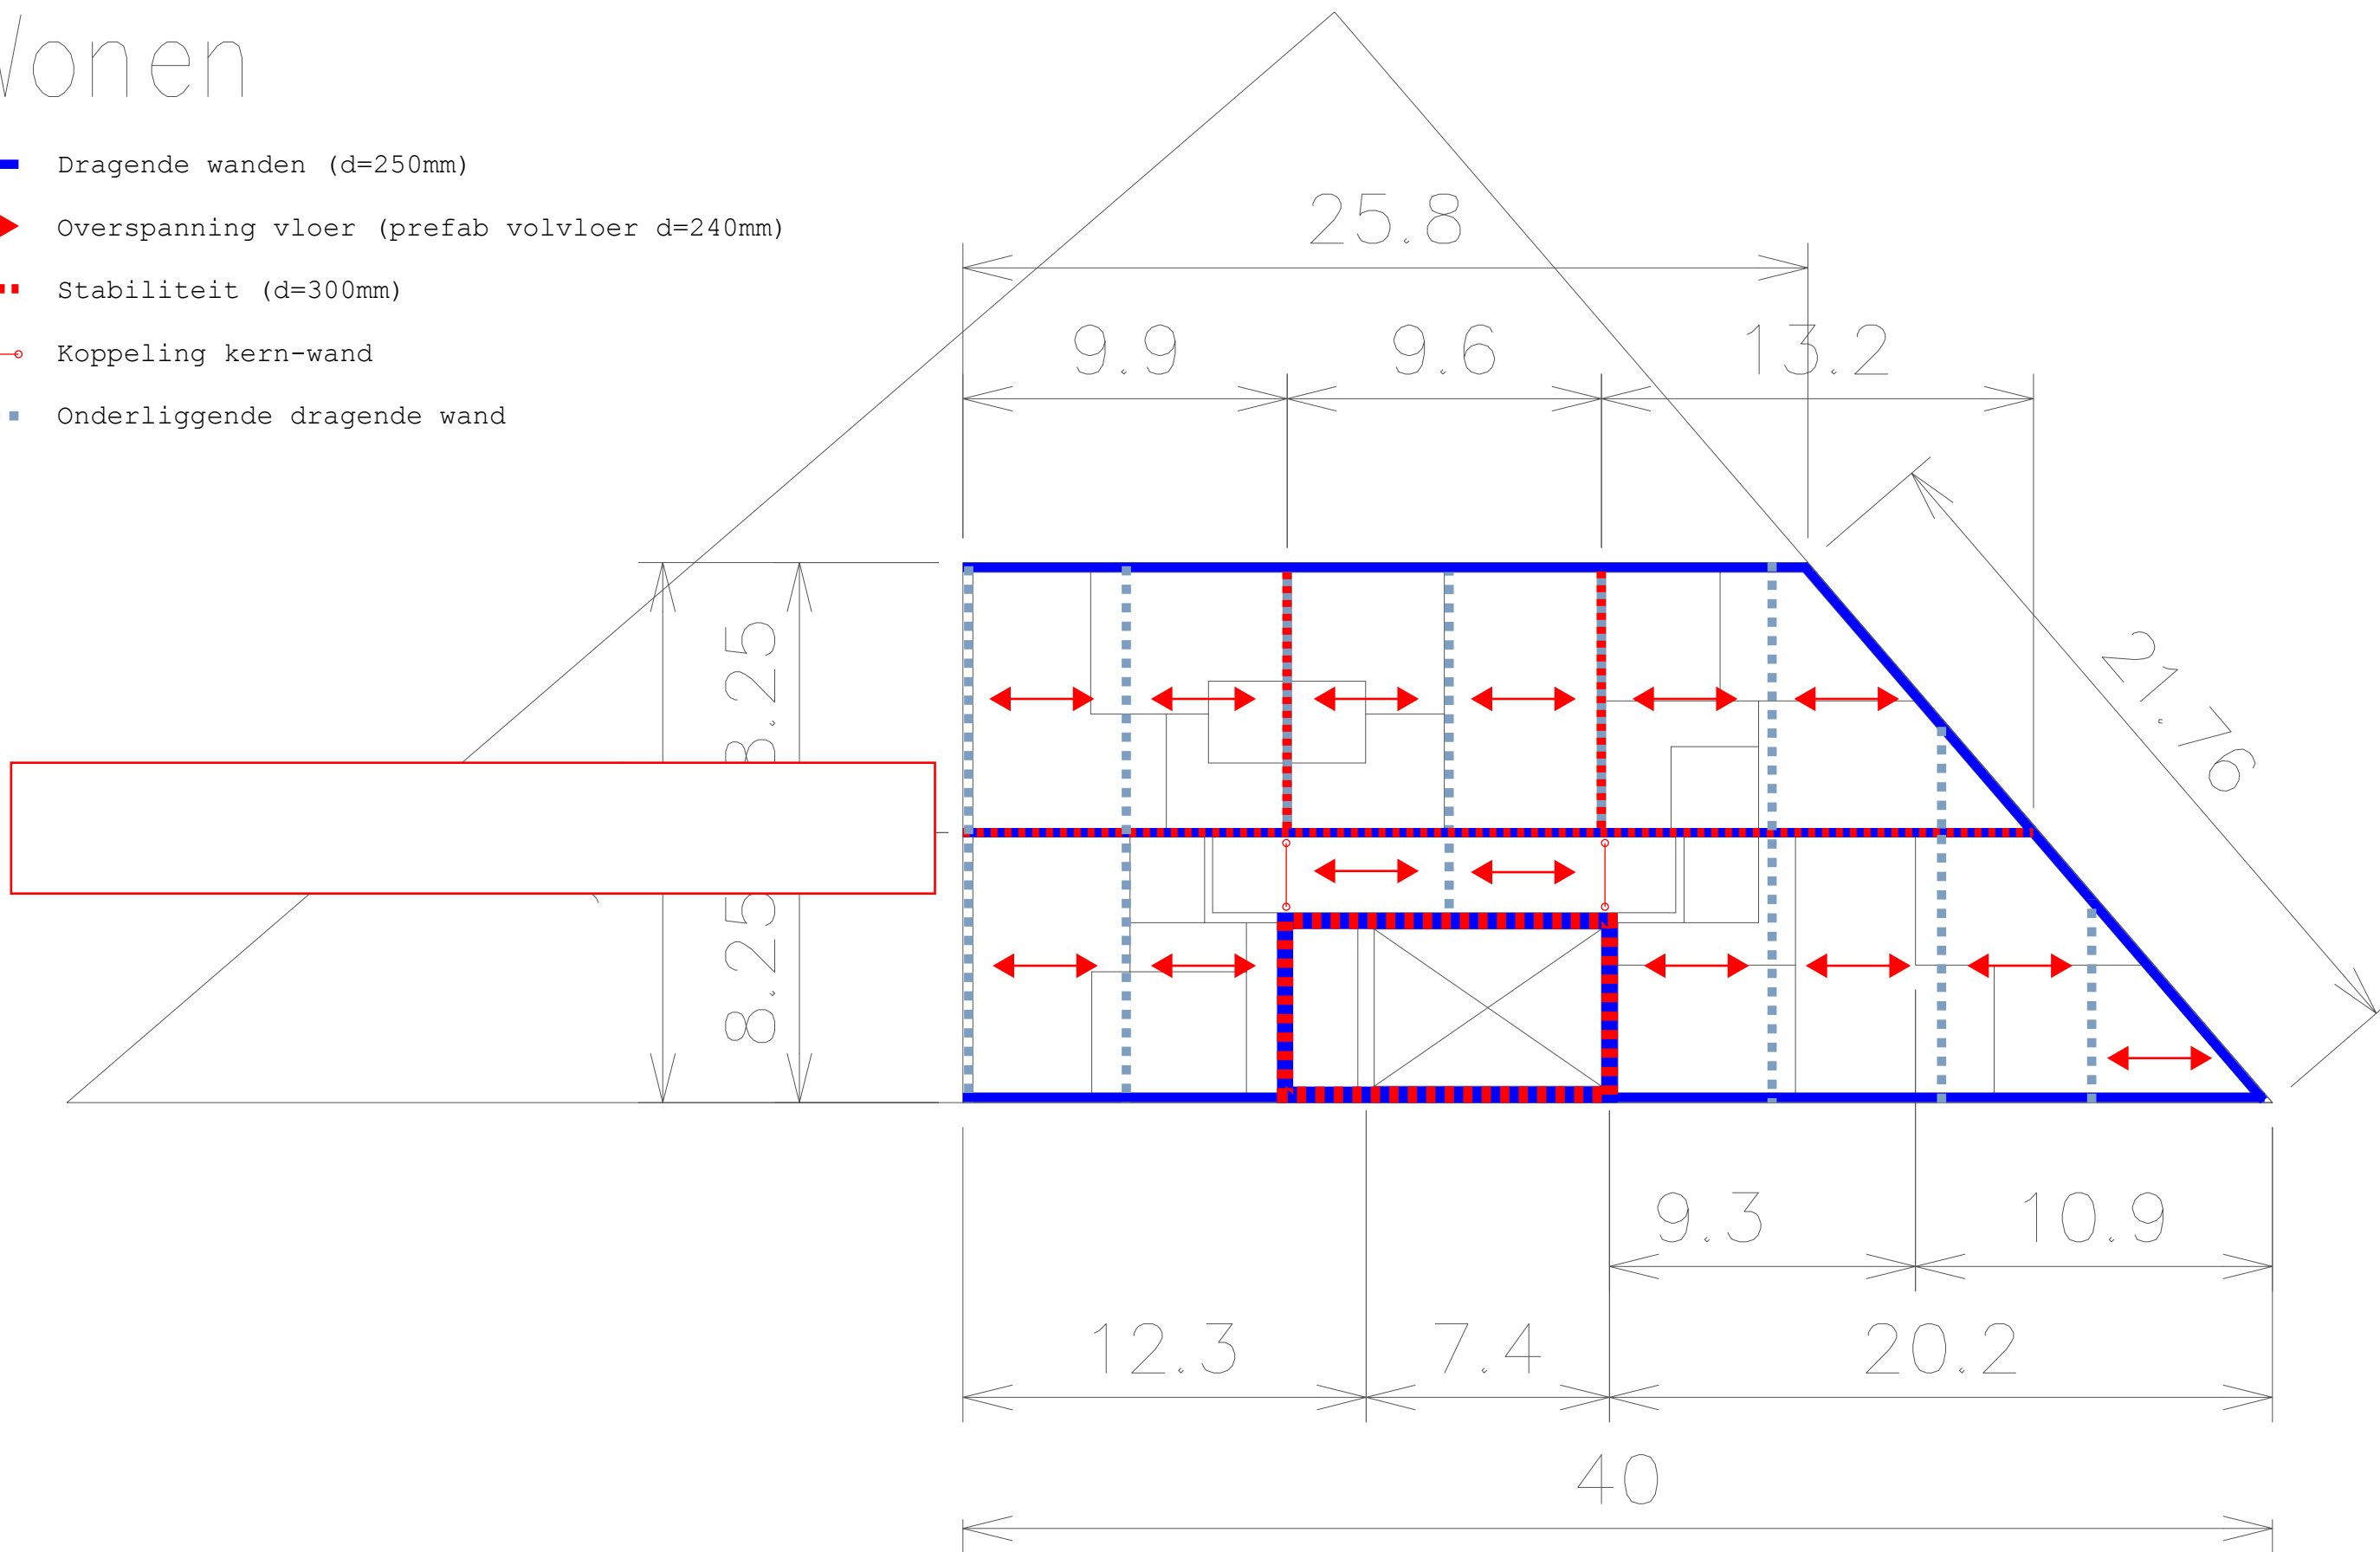 Wonen
Dragende wanden (d=250mm)
Overspanning vloer (prefab volvloer d=240mm)
Stabiliteit (d=300mm)
Koppeling kern-wand
Onderliggende dragende wand
25.8
9.9
9.6
13.2
21.76
8.25
8.25
9.3
10.9
12.3
7.4
20.2
40